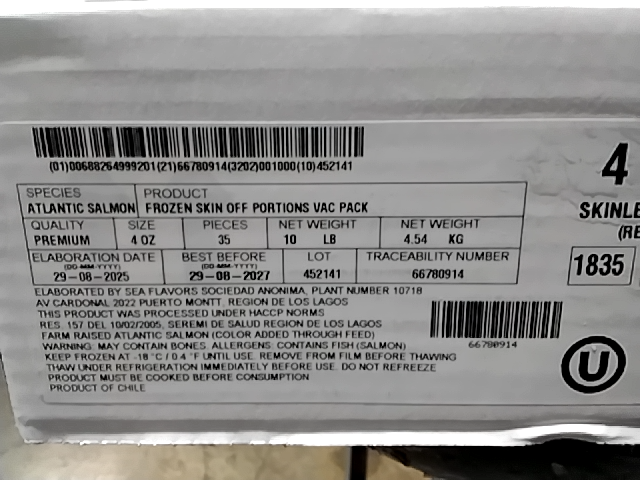 (01)00688264999201(21)66780914(3202)001000(10)452141
SPECIES PRODUCT
ATLANTIC SALMON FROZEN SKIN OFF PORTIONS VAC PACK
QUALITY SIZE PIECES NET WEIGHT NET WEIGHT
PREMIUM 4 OZ 35 10 LB 4.54 KG
ELABORATION DATE BEST BEFORE LOT TRACEABILITY NUMBER
(DD-MM-YYYY) (DD-MM-YYYY)
29-08-2025 29-08-2027 452141 66780914
ELABORATED BY SEA FLAVORS SOCIEDAD ANONIMA, PLANT NUMBER 10718
AV CARDONAL 2022 PUERTO MONTT, REGION DE LOS LAGOS
THIS PRODUCT WAS PROCESSED UNDER HACCP NORMS
RES. 157 DEL 10/02/2005, SEREMI DE SALUD REGION DE LOS LAGOS
FARM RAISED ATLANTIC SALMON (COLOR ADDED THROUGH FEED)
WARNING: MAY CONTAIN BONES. ALLERGENS: CONTAINS FISH (SALMON)
KEEP FROZEN AT -18 °C / 0.4 °F UNTIL USE. REMOVE FROM FILM BEFORE THAWING
THAW UNDER REFRIGERATION IMMEDIATELY BEFORE USE. DO NOT REFREEZE
PRODUCT MUST BE COOKED BEFORE CONSUMPTION
PRODUCT OF CHILE
66780914
4
SKINLE
(RE
1835
U